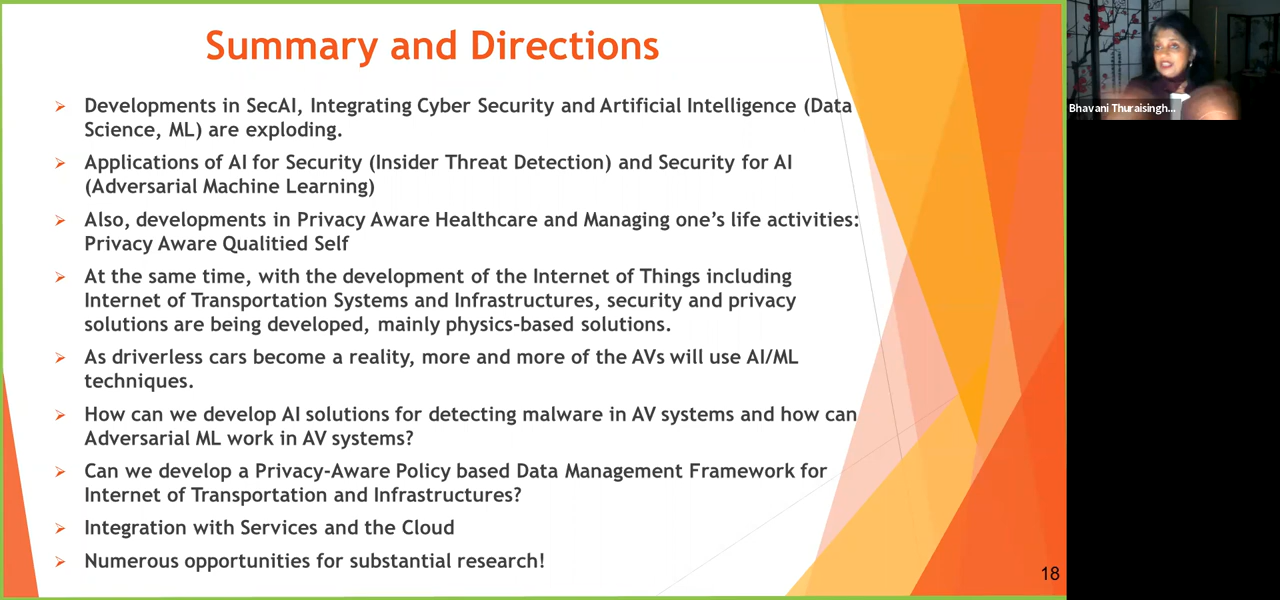 Summary and Directions
Developments in SecAI, Integrating Cyber Security and Artificial Intelligence (Data
Science, ML) are exploding.
Applications of AI for Security (Insider Threat Detection) and Security for AI
(Adversarial Machine Learning)
Also, developments in Privacy Aware Healthcare and Managing one’s life activities:
Privacy Aware Qualitied Self
At the same time, with the development of the Internet of Things including
Internet of Transportation Systems and Infrastructures, security and privacy
solutions are being developed, mainly physics-based solutions.
As driverless cars become a reality, more and more of the AVs will use AI/ML
techniques.
How can we develop AI solutions for detecting malware in AV systems and how can
Adversarial ML work in AV systems?
Can we develop a Privacy-Aware Policy based Data Management Framework for
Internet of Transportation and Infrastructures?
Integration with Services and the Cloud
Numerous opportunities for substantial research!
18
Bhavani Thuraisingh...